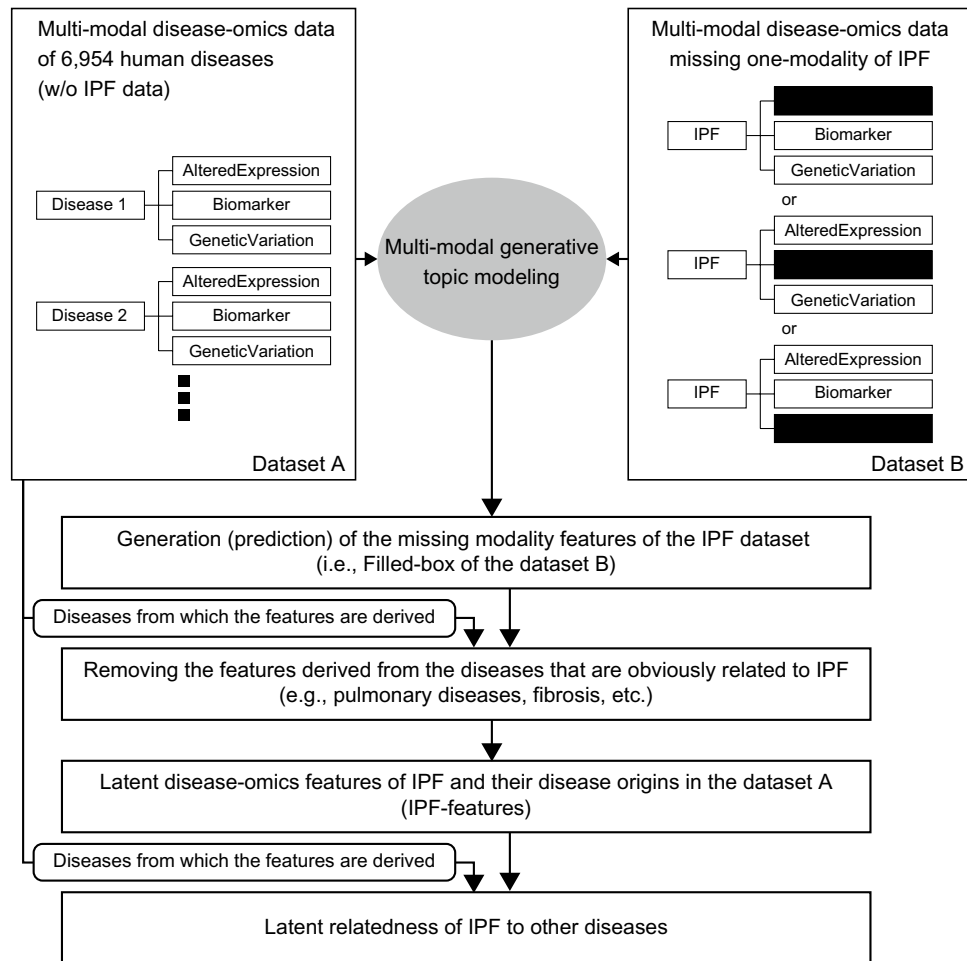 Multi-modal disease-omics data
of 6,954 human diseases
(w/o IPF data)
Disease 1
AlteredExpression
Biomarker
GeneticVariation
Disease 2
AlteredExpression
Biomarker
GeneticVariation
Dataset A
Multi-modal generative
topic modeling
Multi-modal disease-omics data
missing one-modality of IPF
IPF
Biomarker
GeneticVariation
or
AlteredExpression
IPF
GeneticVariation
or
AlteredExpression
IPF
Biomarker
Dataset B
Generation (prediction) of the missing modality features of the IPF dataset
(i.e., Filled-box of the dataset B)
Diseases from which the features are derived
Removing the features derived from the diseases that are obviously related to IPF
(e.g., pulmonary diseases, fibrosis, etc.)
Latent disease-omics features of IPF and their disease origins in the dataset A
(IPF-features)
Diseases from which the features are derived
Latent relatedness of IPF to other diseases